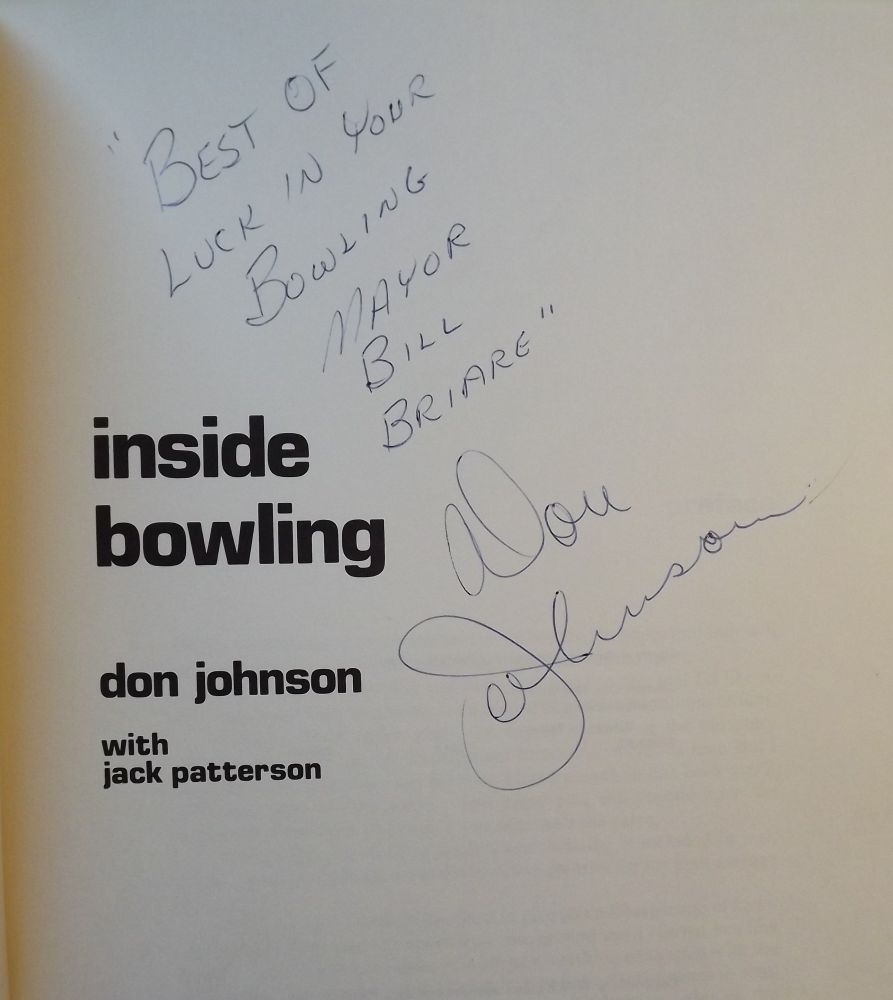 "BEST OF
LUCK IN YOUR
BOWLING
MAYOR
BILL
BRIARE"
inside
bowling
Don
Johnson
don johnson
with
jack patterson